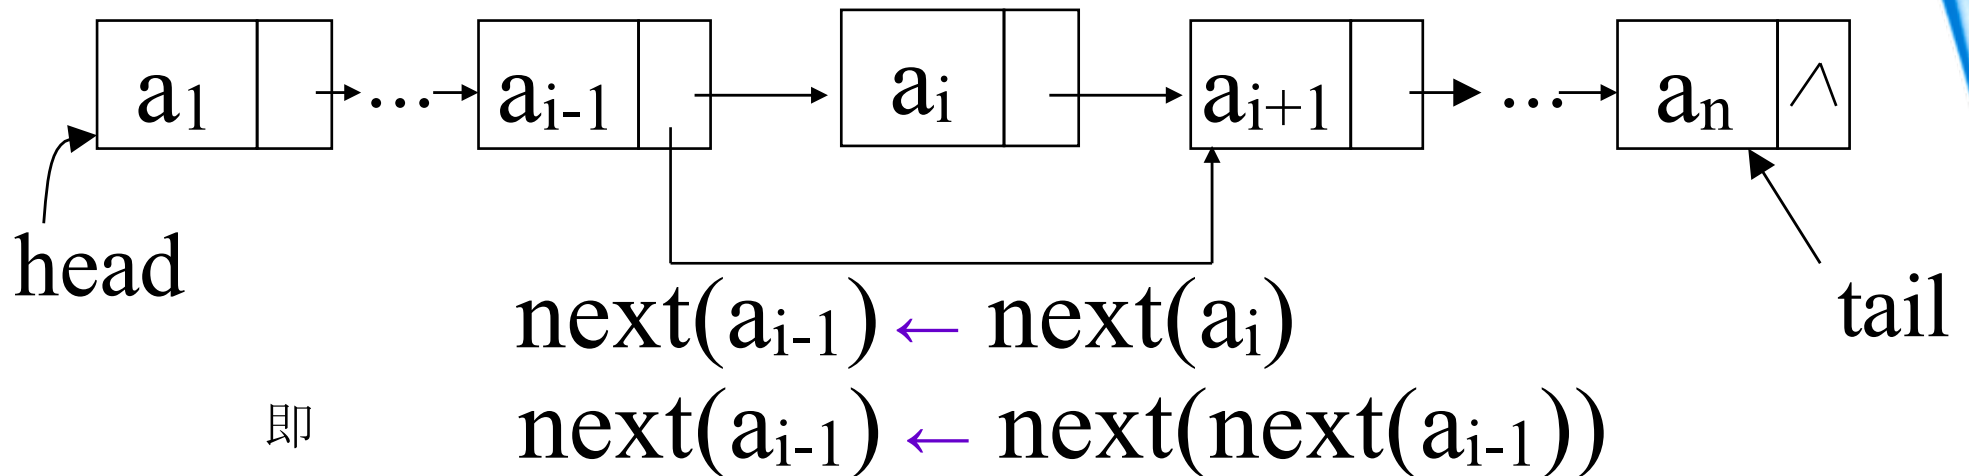 a₁ ... aᵢ₋₁ aᵢ aᵢ₊₁ ... aₙ ∧
head
tail
next(aᵢ₋₁) ← next(aᵢ)
即 next(aᵢ₋₁) ← next(next(aᵢ₋₁))